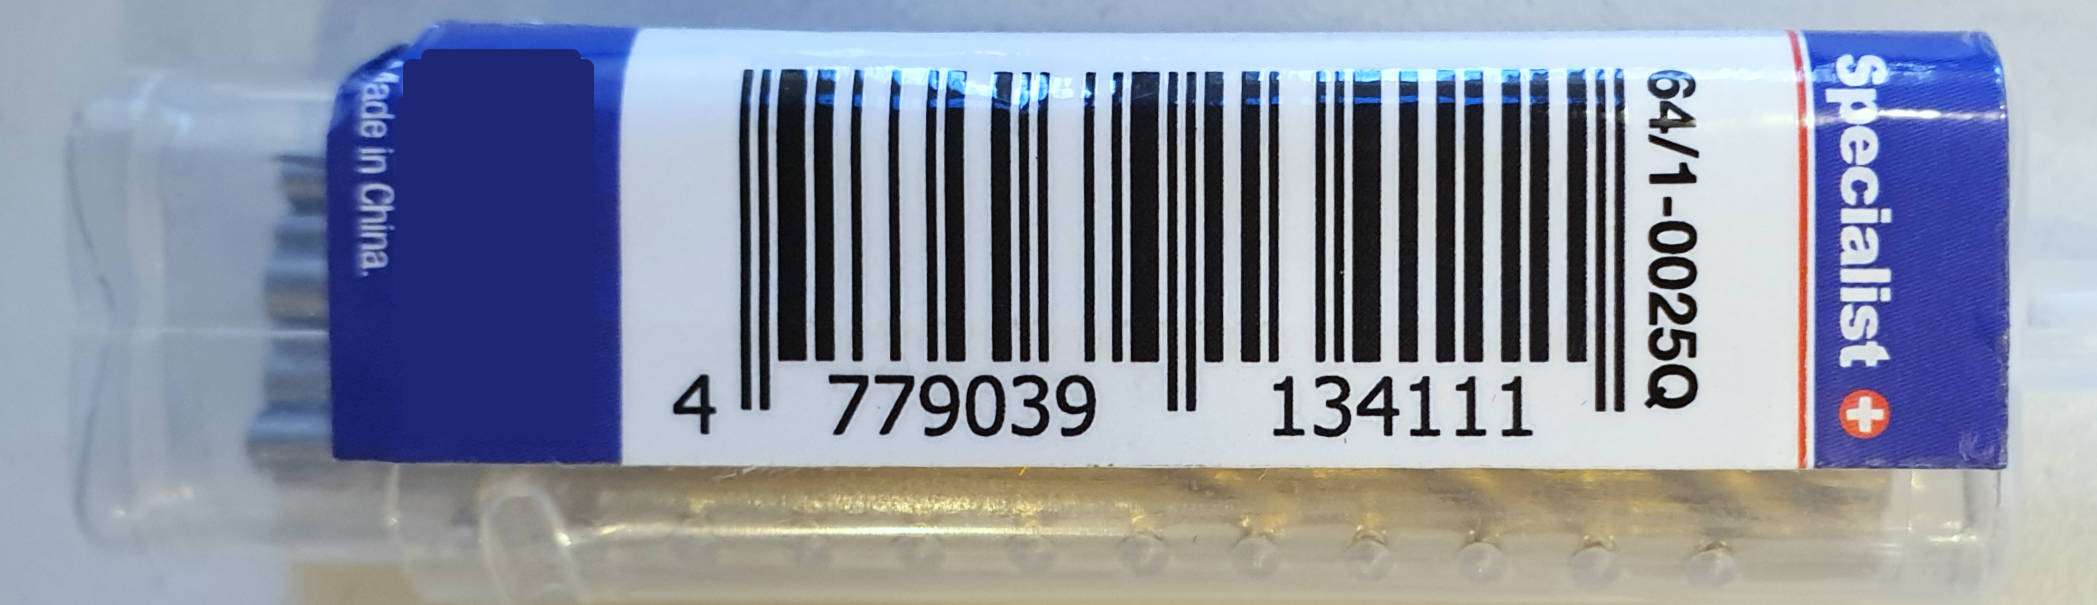 Made in China.
4 779039 134111
64/1-0025Q
Specialist